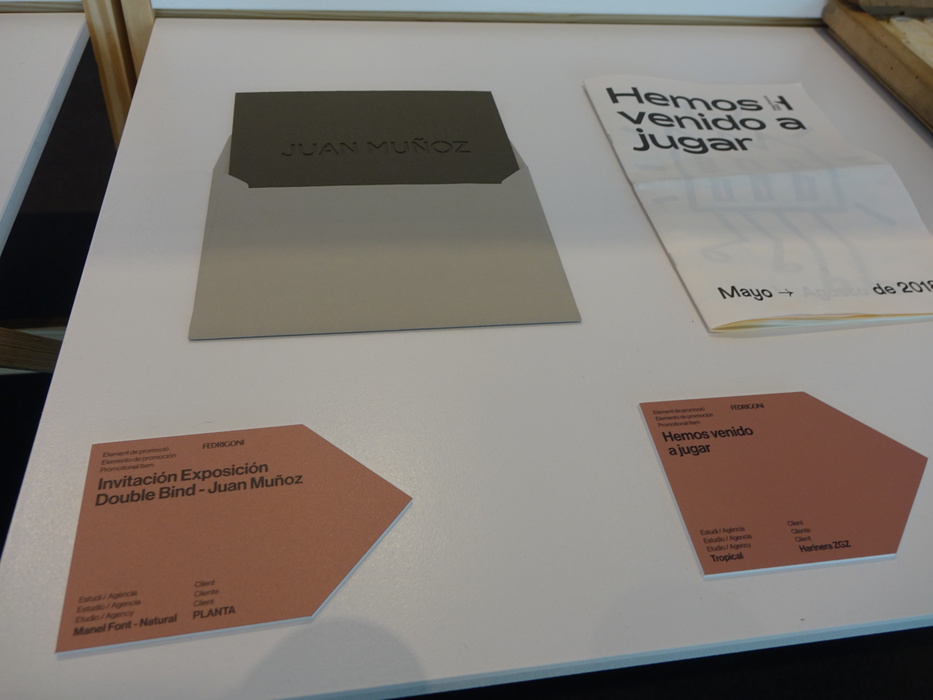 JUAN MUÑOZ
Hemos H
venido a
jugar
Mayo → Agosto de 2018
Element de promoció
Elemento de promoción
Promotional Item
FEDRIGONI
Invitación Exposición
Double Bind - Juan Muñoz
Estudi / Agència
Estudio / Agencia
Etudio / Agency
Manel Font - Natural
Client
Cliente
Client
PLANTA
Element de promoció
Elemento de promoción
Promotional Item
FEDRIGONI
Hemos venido
a jugar
Estudi / Agència
Estudio / Agencia
Etudio / Agency
Tropical
Client
Cliente
Client
Harinera ZGZ